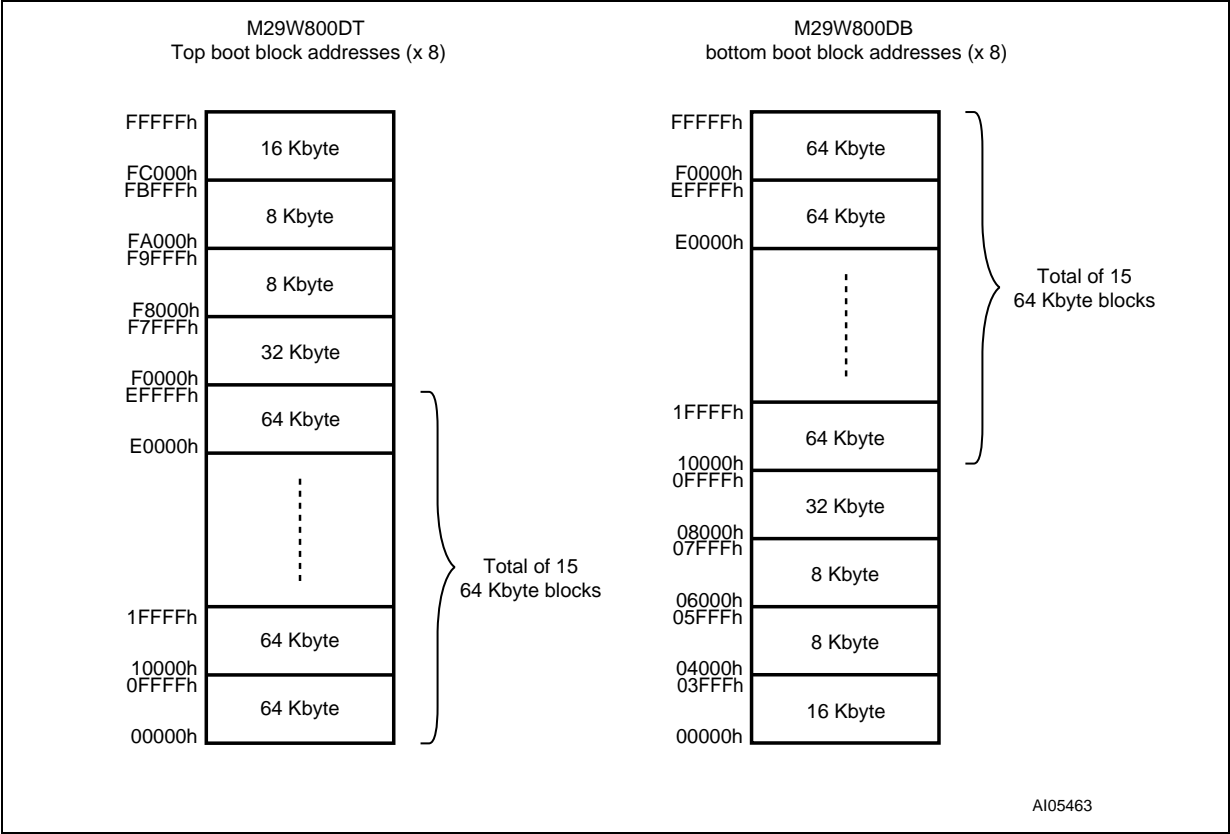 M29W800DT
Top boot block addresses (x 8)
FFFFFh
16 Kbyte
FC000h
FBFFFh
8 Kbyte
FA000h
F9FFFh
8 Kbyte
F8000h
F7FFFh
32 Kbyte
F0000h
EFFFFh
64 Kbyte
E0000h
Total of 15
64 Kbyte blocks
1FFFFh
64 Kbyte
10000h
0FFFFh
64 Kbyte
00000h
M29W800DB
bottom boot block addresses (x 8)
FFFFFh
64 Kbyte
F0000h
EFFFFh
64 Kbyte
E0000h
Total of 15
64 Kbyte blocks
1FFFFh
64 Kbyte
10000h
0FFFFh
32 Kbyte
08000h
07FFFh
8 Kbyte
06000h
05FFFh
8 Kbyte
04000h
03FFFh
16 Kbyte
00000h
AI05463